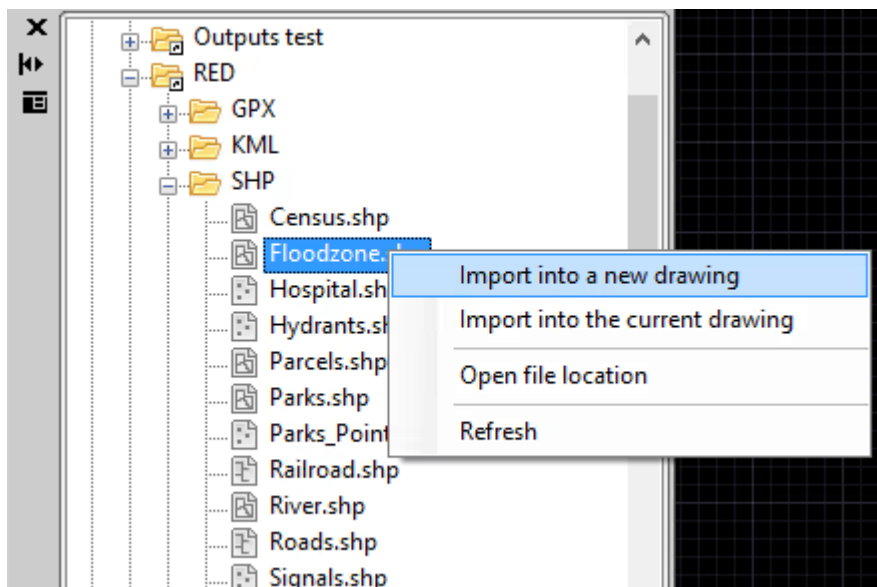 Outputs test
RED
GPX
KML
SHP
Census.shp
Floodzone.
Import into a new drawing
Hospital.sh
Import into the current drawing
Hydrants.sh
Parcels.shp
Open file location
Parks.shp
Parks_Point
Refresh
Railroad.shp
River.shp
Roads.shp
Signals.shp